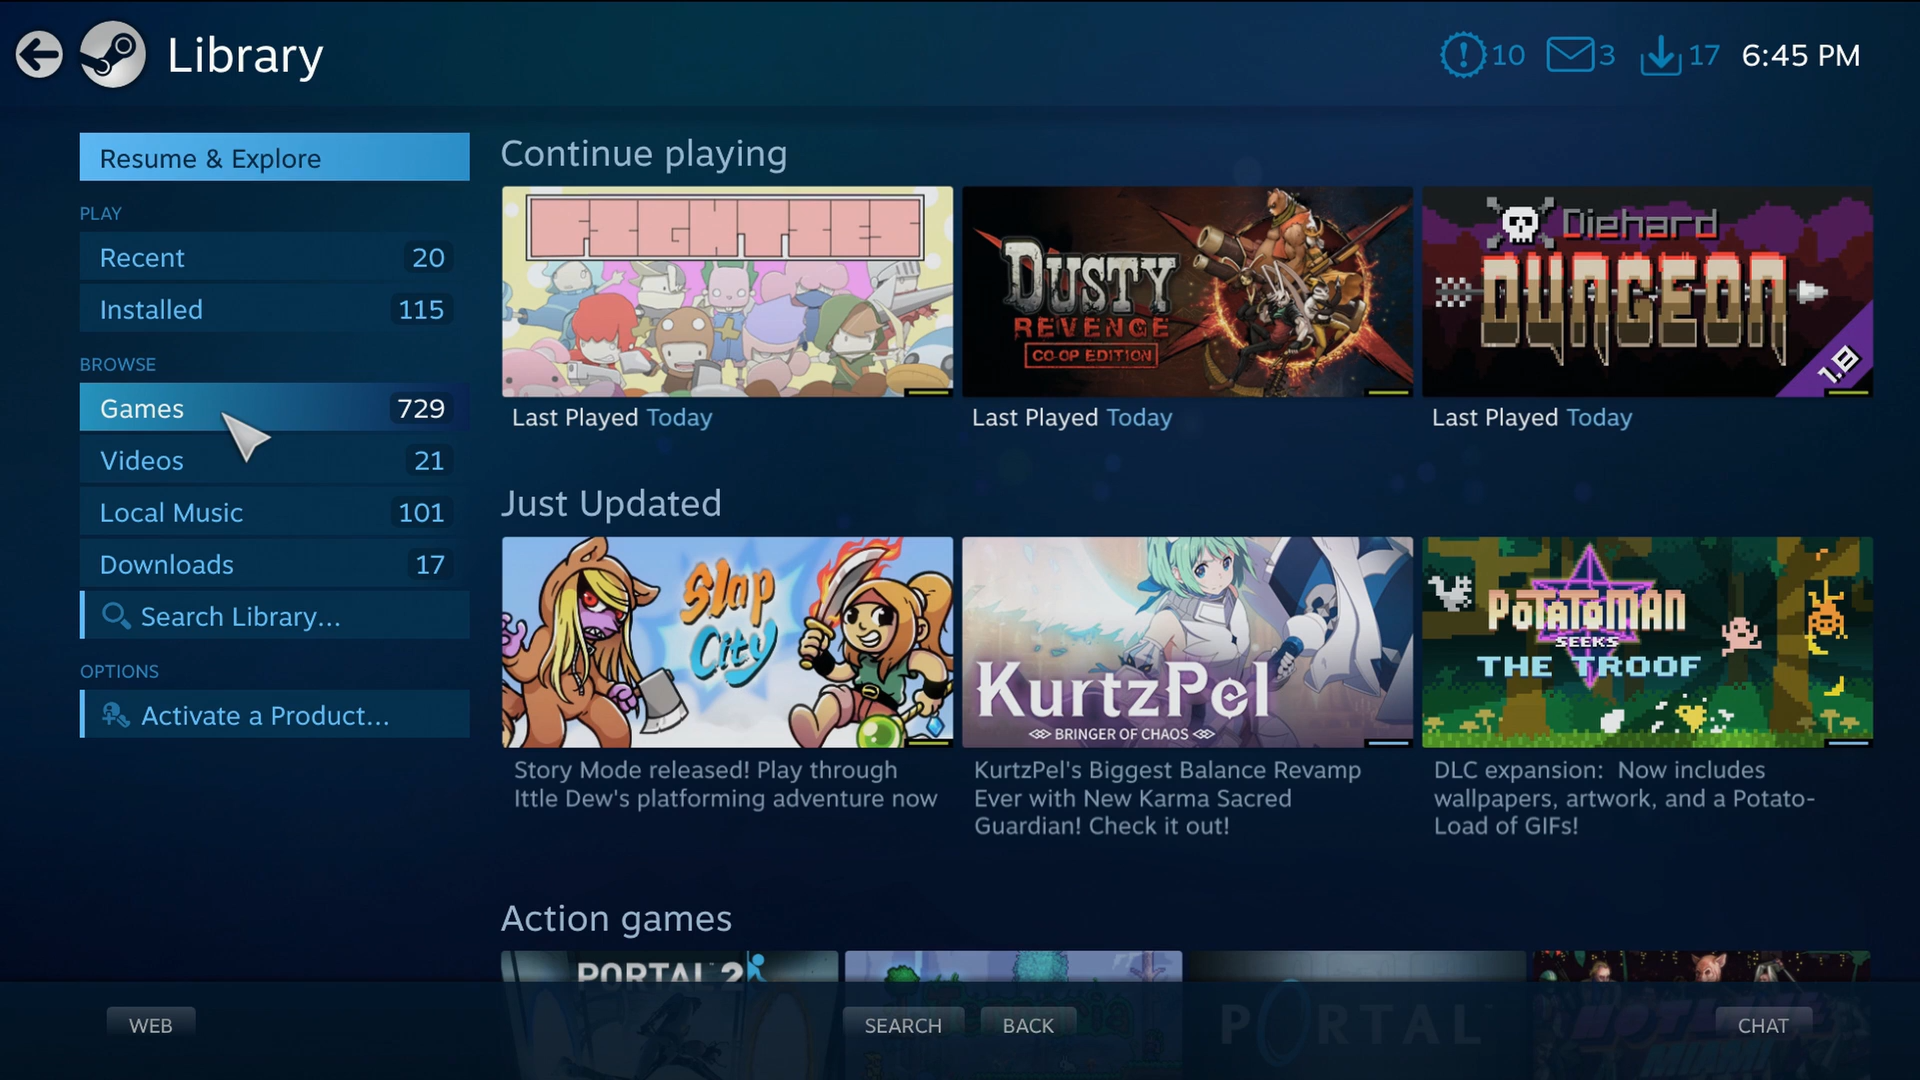 Library
10
3
17
6:45 PM
Resume & Explore
PLAY
Recent 20
Installed 115
BROWSE
Games 729
Videos 21
Local Music 101
Downloads 17
Search Library...
OPTIONS
Activate a Product...
Continue playing
FIGHTIES
Last Played Today
DUSTY
REVENGE
CO-OP EDITION
Last Played Today
Diehard
DUNGEON
1.8
Last Played Today
Just Updated
Slap
City
Story Mode released! Play through
Ittle Dew's platforming adventure now
KurtzPel
BRINGER OF CHAOS
KurtzPel's Biggest Balance Revamp
Ever with New Karma Sacred
Guardian! Check it out!
POTATOMAN
SEEKS
THE TROOF
DLC expansion:  Now includes
wallpapers, artwork, and a Potato-
Load of GIFs!
Action games
PORTAL 2
PORTAL
WEB
SEARCH
BACK
CHAT